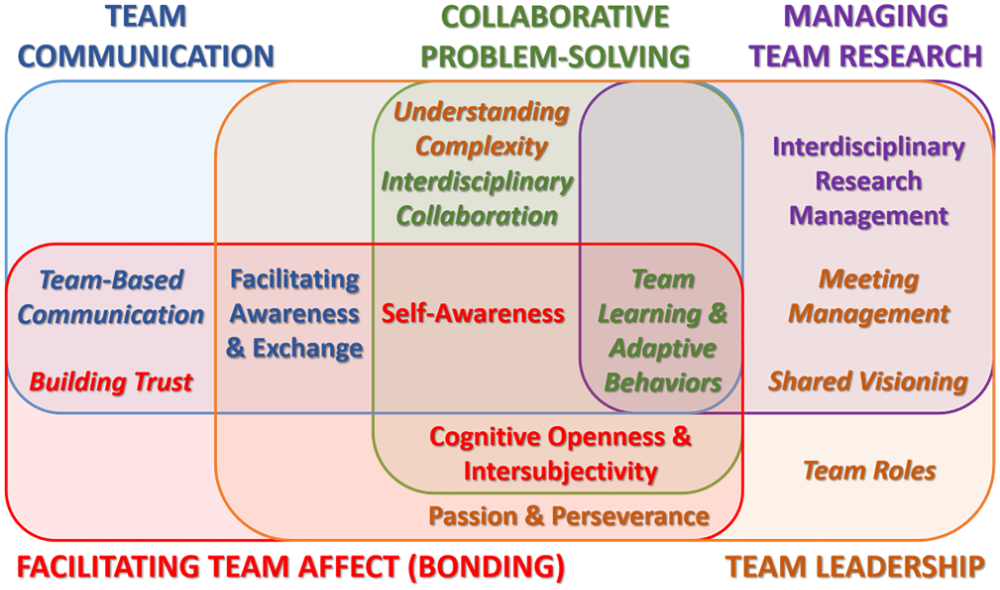 TEAM
COMMUNICATION
COLLABORATIVE
PROBLEM-SOLVING
MANAGING
TEAM RESEARCH
Understanding
Complexity
Interdisciplinary
Collaboration
Interdisciplinary
Research
Management
Team-Based
Communication
Building Trust
Facilitating
Awareness
& Exchange
Self-Awareness
Team
Learning &
Adaptive
Behaviors
Meeting
Management
Shared Visioning
Cognitive Openness &
Intersubjectivity
Team Roles
Passion & Perseverance
FACILITATING TEAM AFFECT (BONDING)
TEAM LEADERSHIP